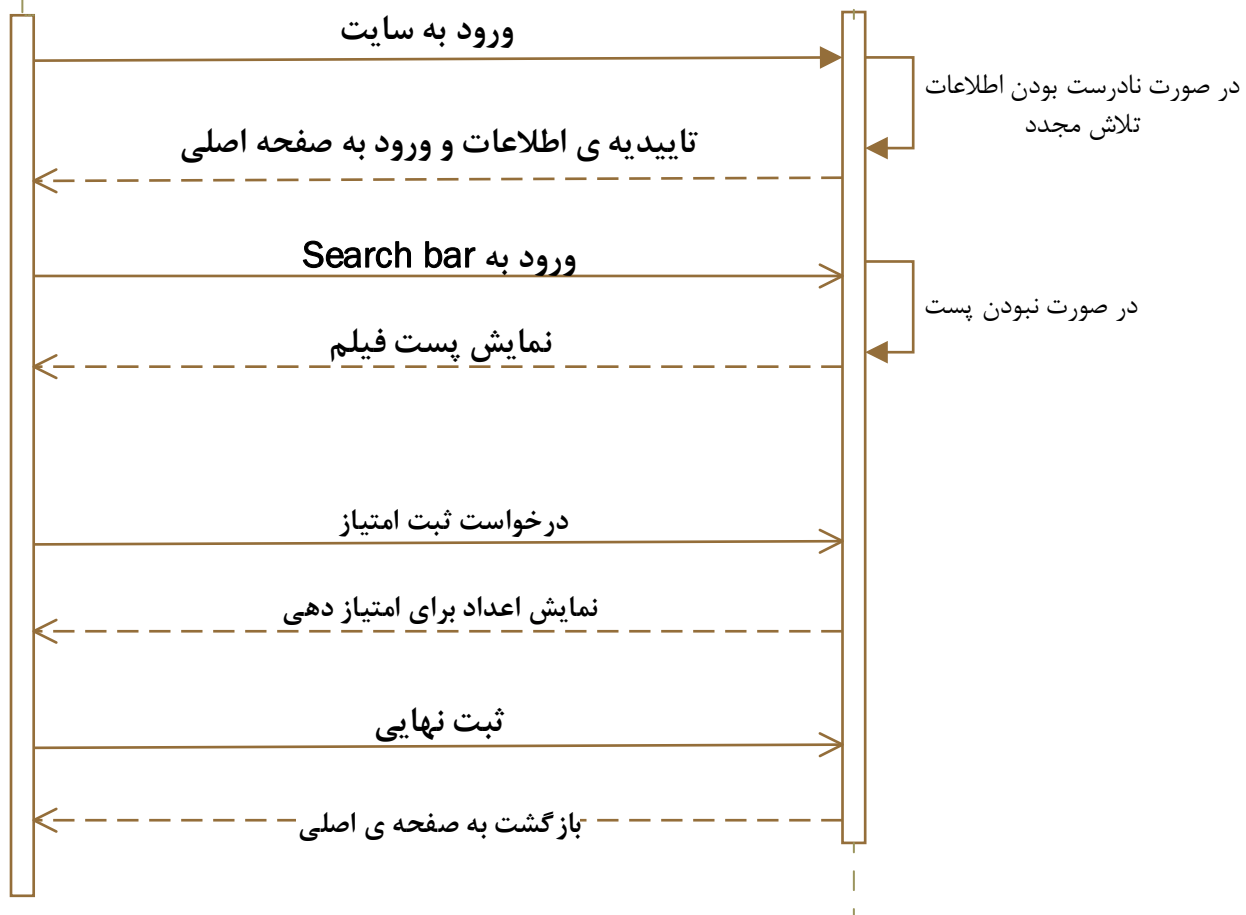 ورود به سایت
در صورت نادرست بودن اطلاعات
تلاش مجدد
تاییدیه ی اطلاعات و ورود به صفحه اصلی
ورود به Search bar
در صورت نبودن پست
نمایش پست فیلم
درخواست ثبت امتیاز
نمایش اعداد برای امتیاز دهی
ثبت نهایی
بازگشت به صفحه ی اصلی